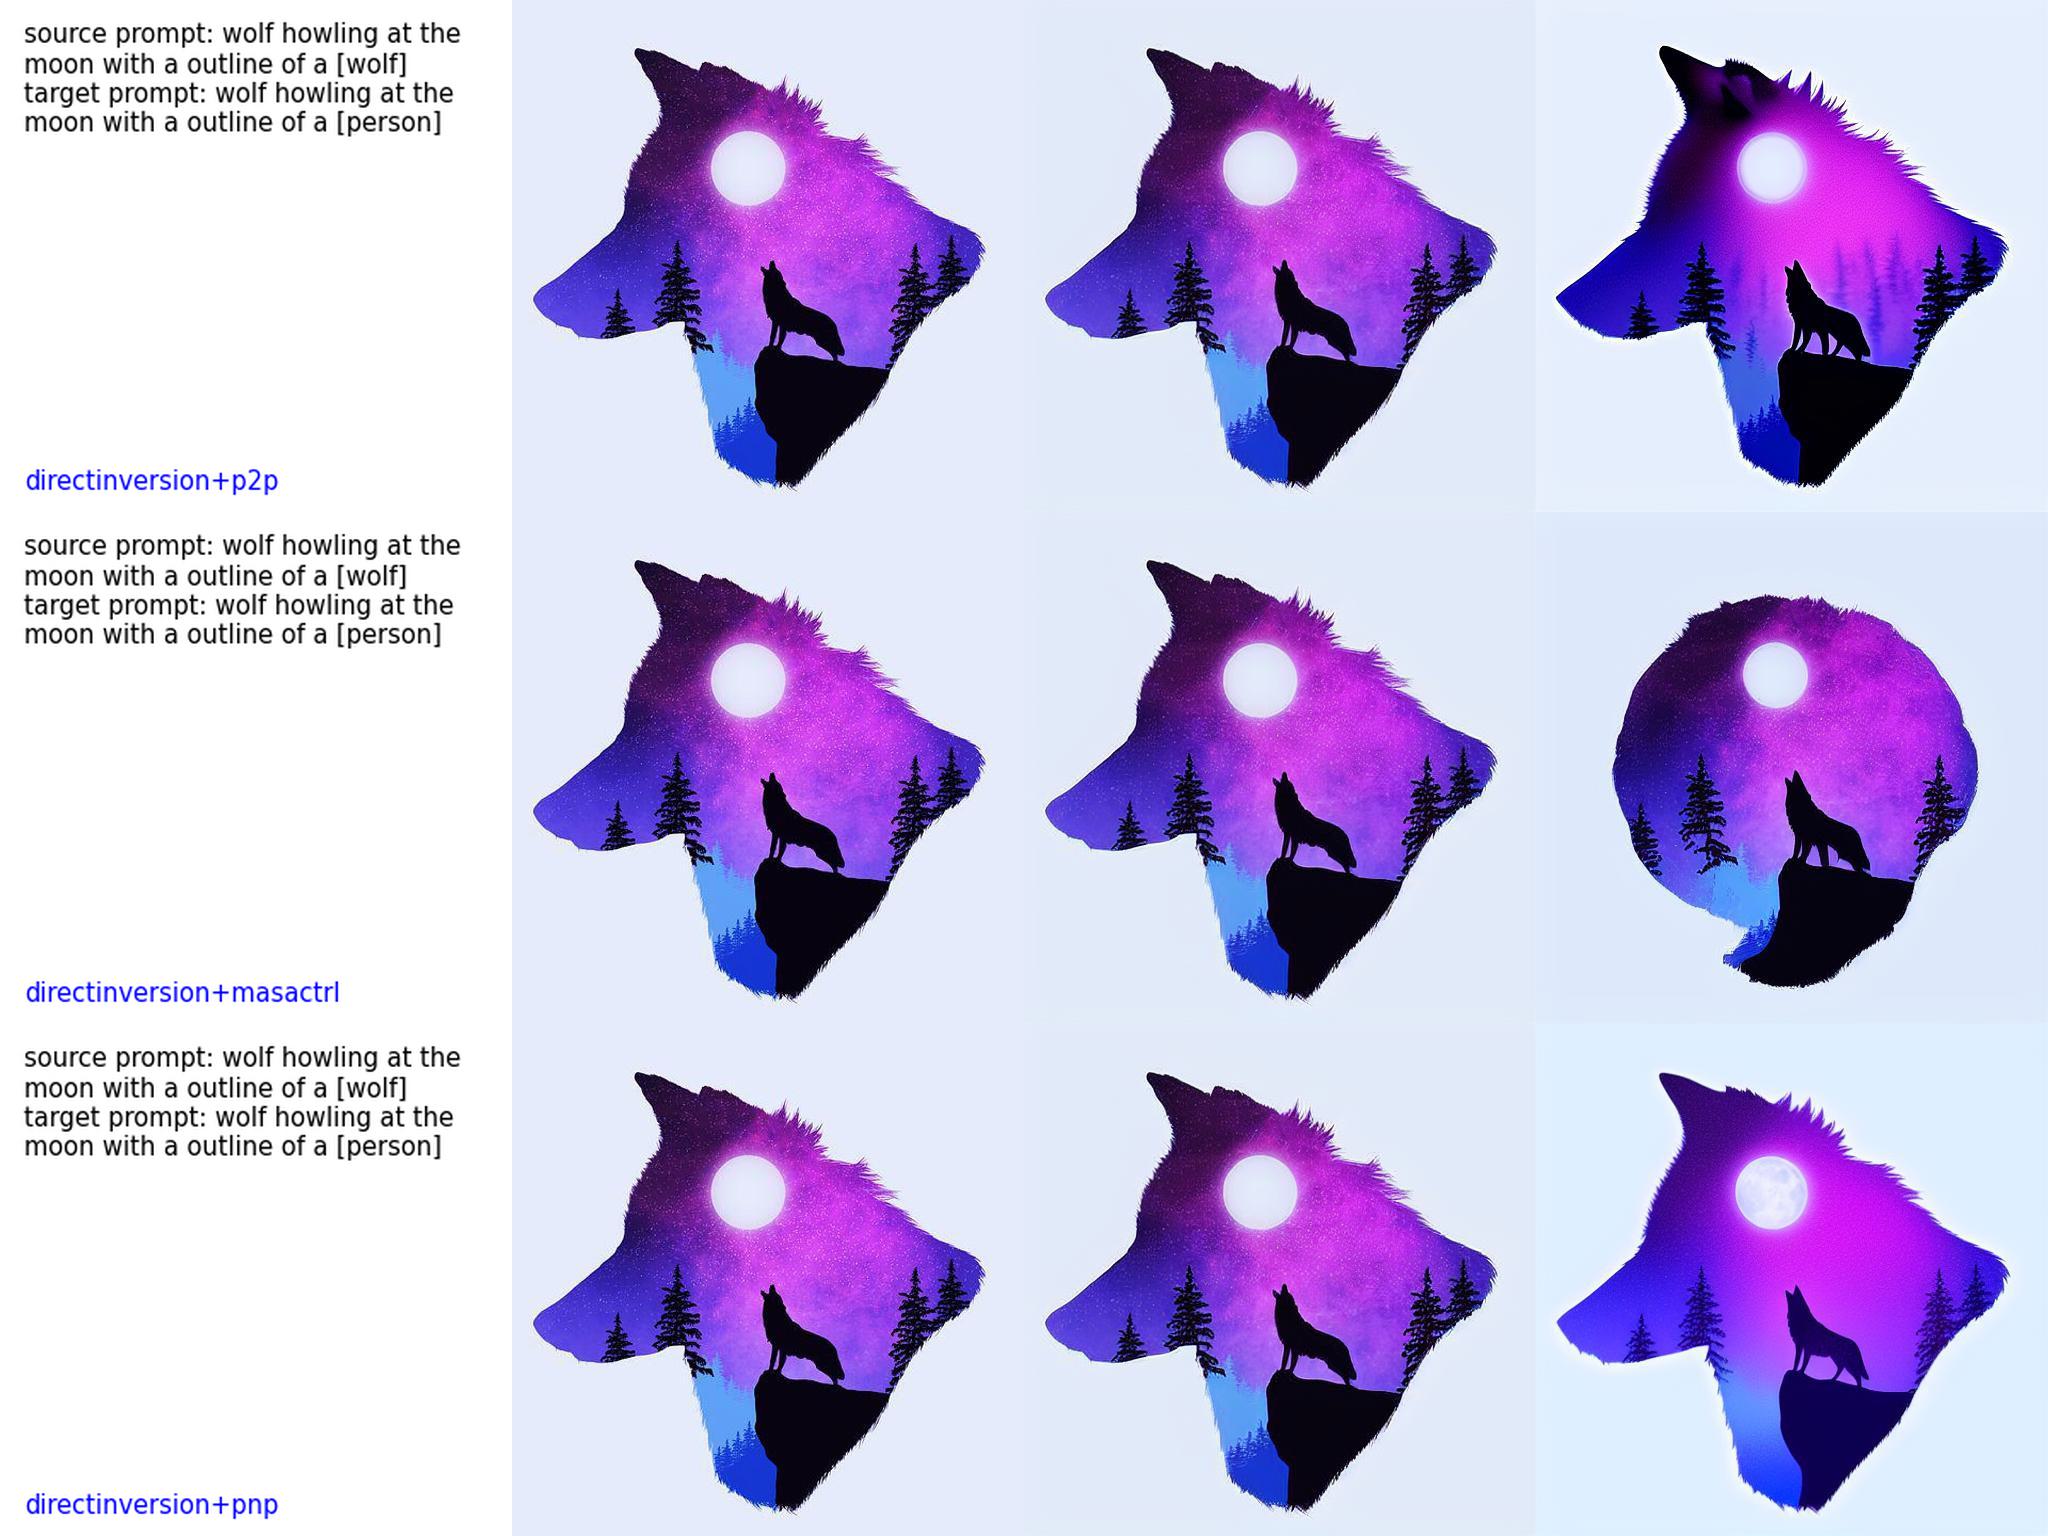 source prompt: wolf howling at the
moon with a outline of a [wolf]
target prompt: wolf howling at the
moon with a outline of a [person]
directinversion+p2p
source prompt: wolf howling at the
moon with a outline of a [wolf]
target prompt: wolf howling at the
moon with a outline of a [person]
directinversion+masactrl
source prompt: wolf howling at the
moon with a outline of a [wolf]
target prompt: wolf howling at the
moon with a outline of a [person]
directinversion+pnp